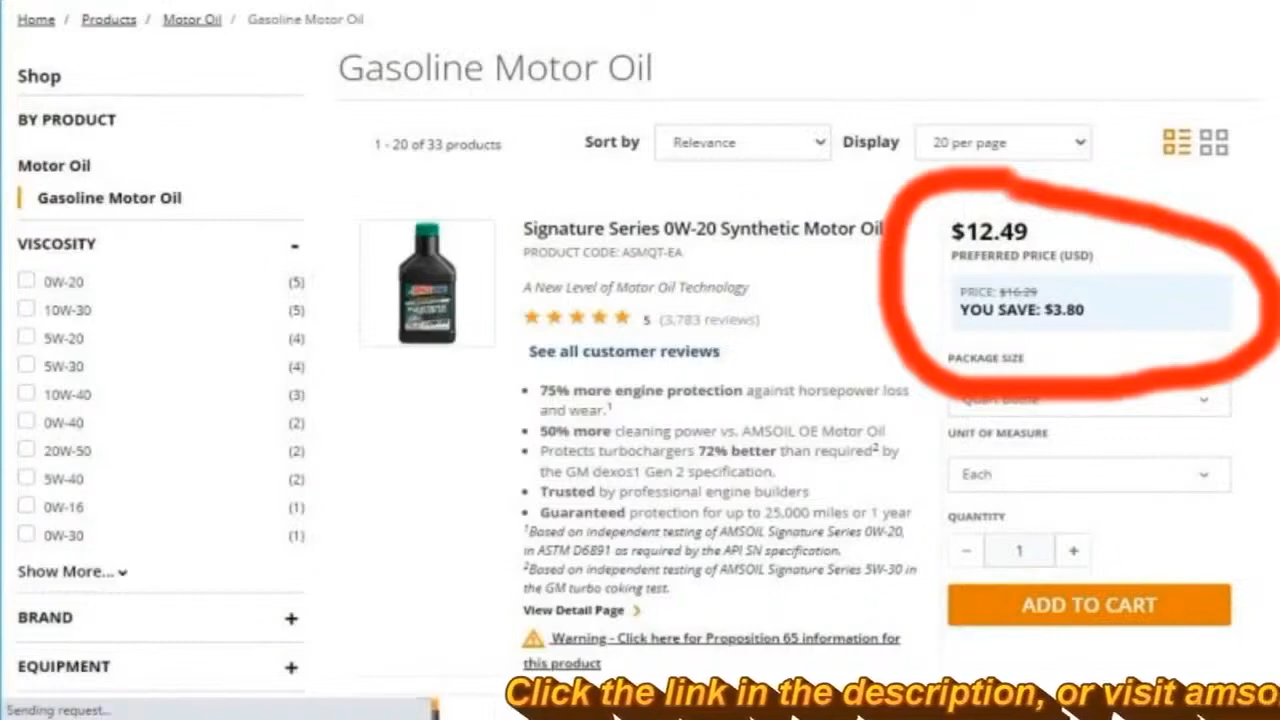 Home / Products / Motor Oil / Gasoline Motor Oil
Shop
BY PRODUCT
Motor Oil
Gasoline Motor Oil
VISCOSITY -
0W-20 (5)
10W-30 (5)
5W-20 (4)
5W-30 (4)
10W-40 (3)
0W-40 (2)
20W-50 (2)
5W-40 (2)
0W-16 (1)
0W-30 (1)
Show More...
BRAND +
EQUIPMENT +
Sending request...
Gasoline Motor Oil
1 - 20 of 33 products
Sort by Relevance Display 20 per page
Signature Series 0W-20 Synthetic Motor Oil
PRODUCT CODE: ASMQT-EA
A New Level of Motor Oil Technology
5 (3,783 reviews)
See all customer reviews
• 75% more engine protection against horsepower loss
and wear.¹
• 50% more cleaning power vs. AMSOIL OE Motor Oil
• Protects turbochargers 72% better than required² by
the GM dexos1 Gen 2 specification.
• Trusted by professional engine builders
• Guaranteed protection for up to 25,000 miles or 1 year
¹Based on independent testing of AMSOIL Signature Series 0W-20,
in ASTM D6891 as required by the API SN specification.
²Based on independent testing of AMSOIL Signature Series 5W-30 in
the GM turbo coking test.
View Detail Page
Warning - Click here for Proposition 65 information for
this product
$12.49
PREFERRED PRICE (USD)
PRICE: $16.29
YOU SAVE: $3.80
PACKAGE SIZE
UNIT OF MEASURE
Each
QUANTITY
- 1 +
ADD TO CART
Click the link in the description, or visit amso